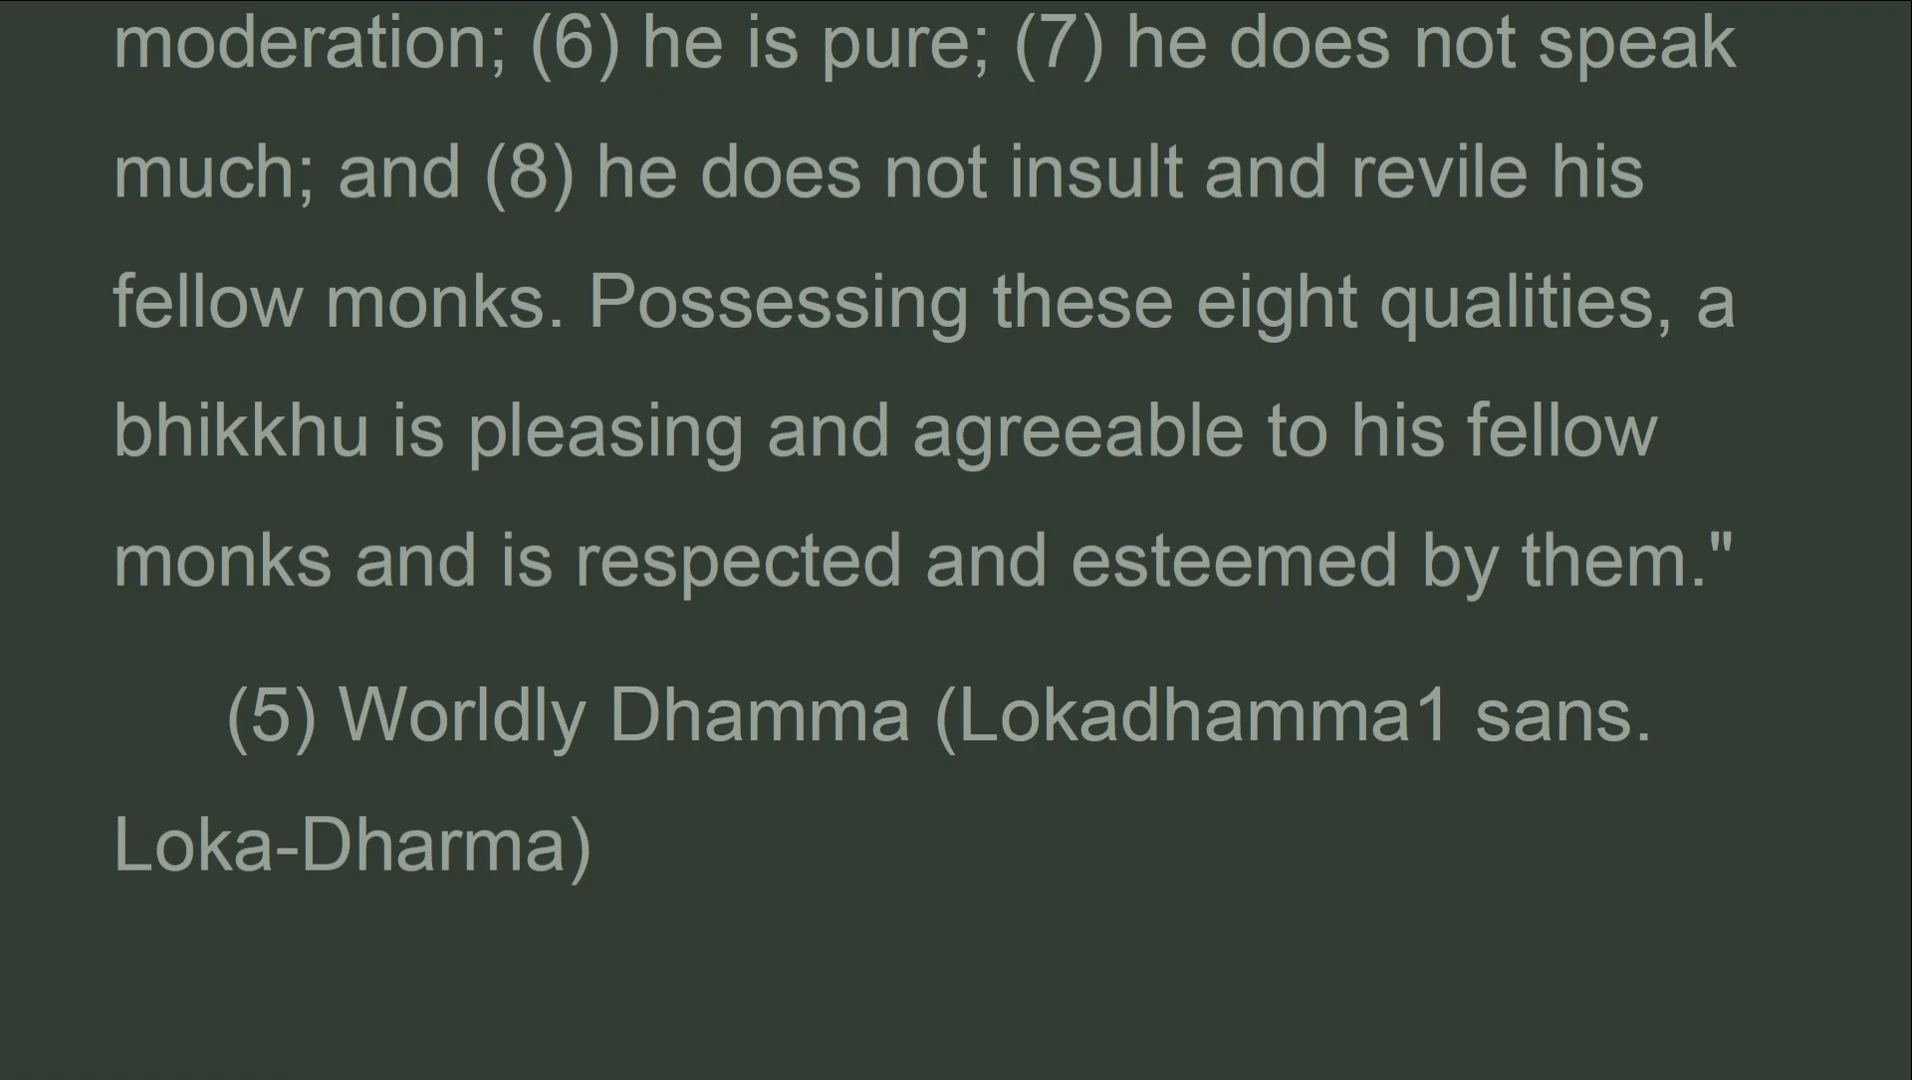 moderation; (6) he is pure; (7) he does not speak
much; and (8) he does not insult and revile his
fellow monks. Possessing these eight qualities, a
bhikkhu is pleasing and agreeable to his fellow
monks and is respected and esteemed by them."
(5) Worldly Dhamma (Lokadhamma1 sans.
Loka-Dharma)